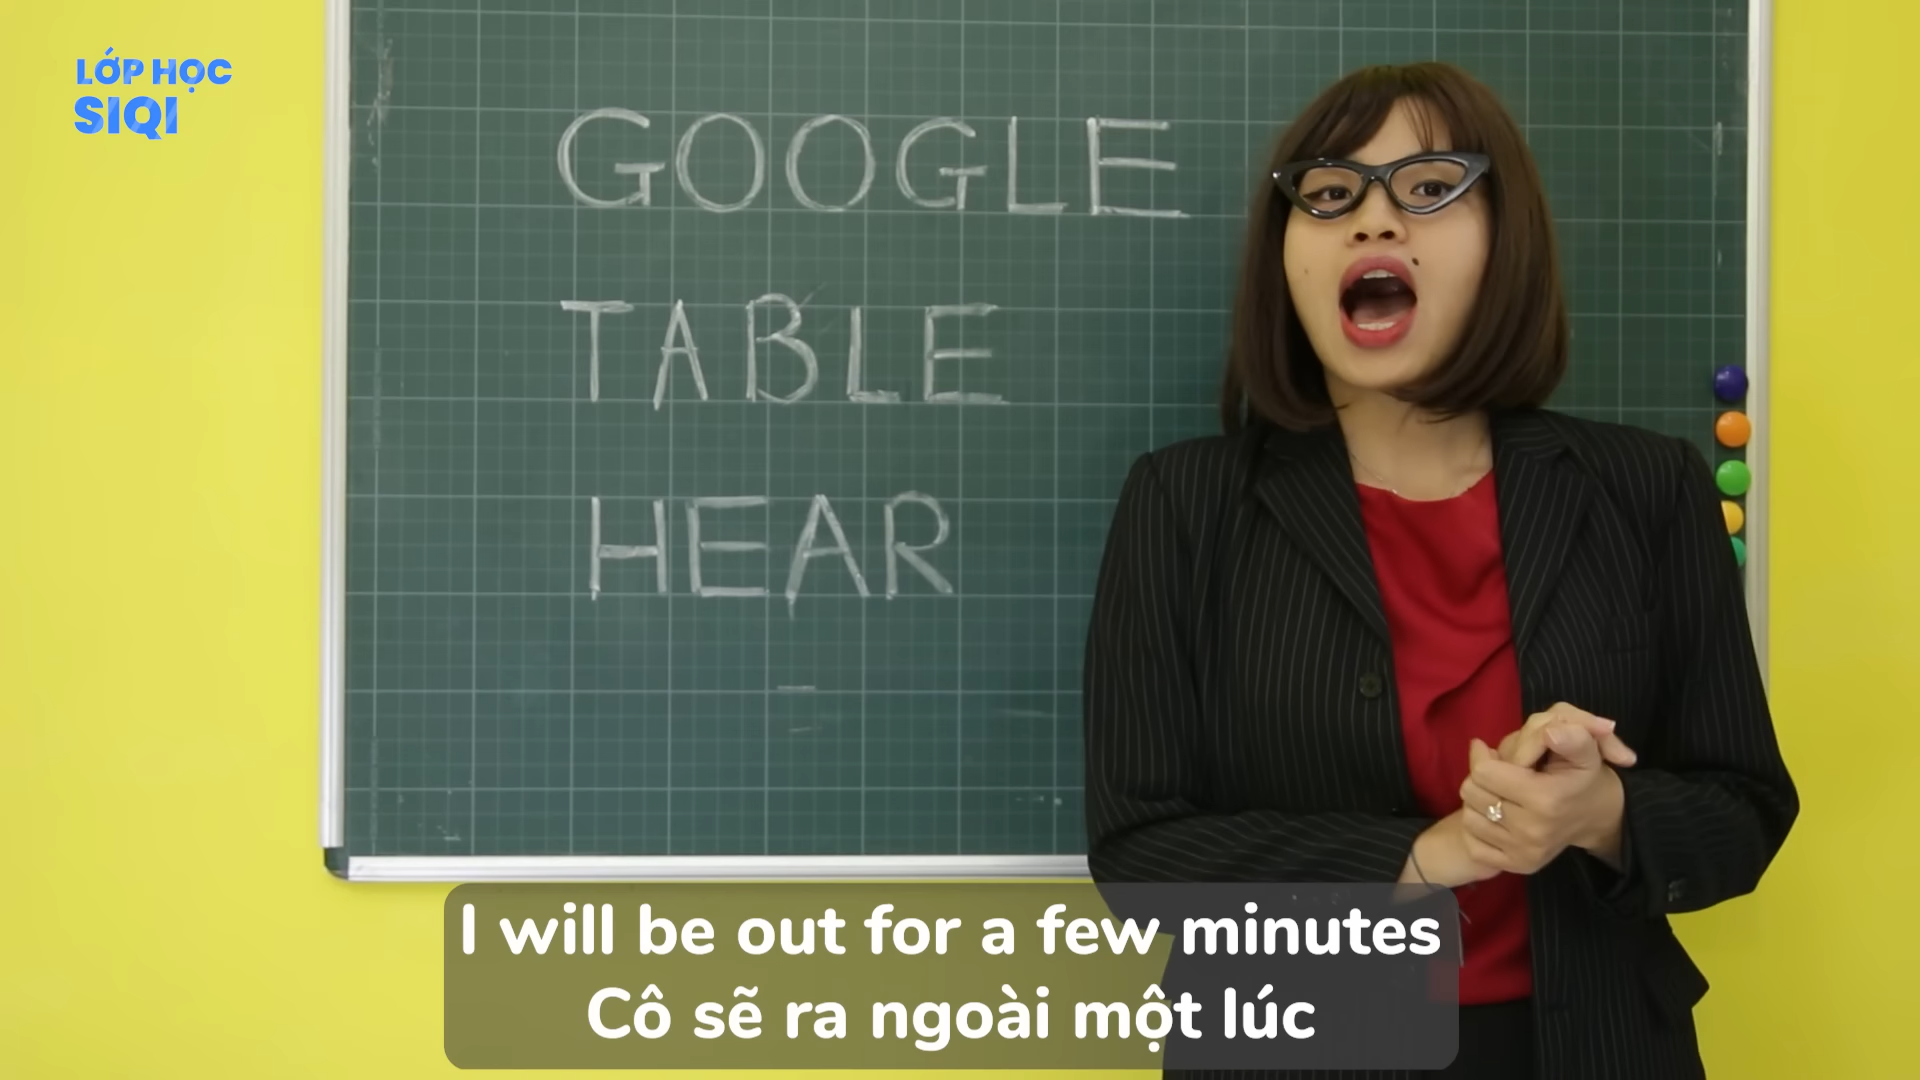 LỚP HỌC
SIQI
GOOGLE
TABLE
HEAR
I will be out for a few minutes
Cô sẽ ra ngoài một lúc